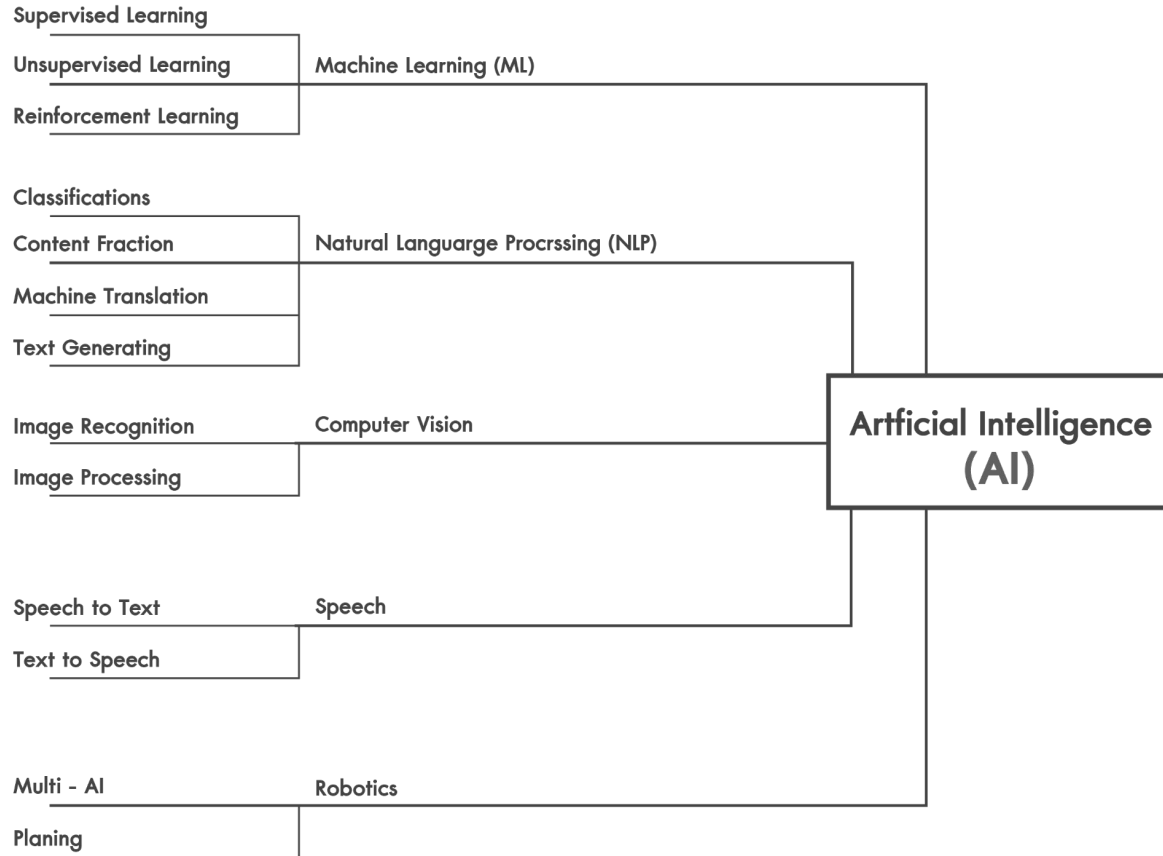 Supervised Learning
Unsupervised Learning
Reinforcement Learning
Machine Learning (ML)
Classifications
Content Fraction
Machine Translation
Text Generating
Natural Languarge Procrssing (NLP)
Image Recognition
Image Processing
Computer Vision
Speech to Text
Text to Speech
Speech
Multi - AI
Planing
Robotics
Artficial Intelligence
(AI)